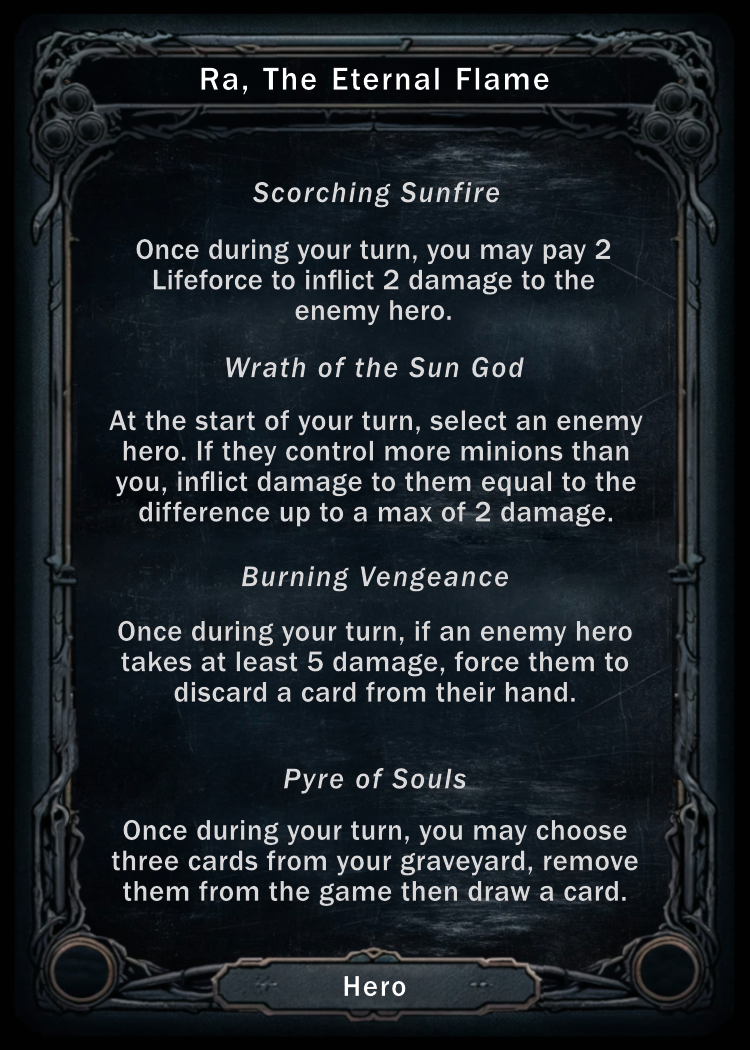 Ra, The Eternal Flame
Scorching Sunfire
Once during your turn, you may pay 2
Lifeforce to inflict 2 damage to the
enemy hero.
Wrath of the Sun God
At the start of your turn, select an enemy
hero. If they control more minions than
you, inflict damage to them equal to the
difference up to a max of 2 damage.
Burning Vengeance
Once during your turn, if an enemy hero
takes at least 5 damage, force them to
discard a card from their hand.
Pyre of Souls
Once during your turn, you may choose
three cards from your graveyard, remove
them from the game then draw a card.
Hero